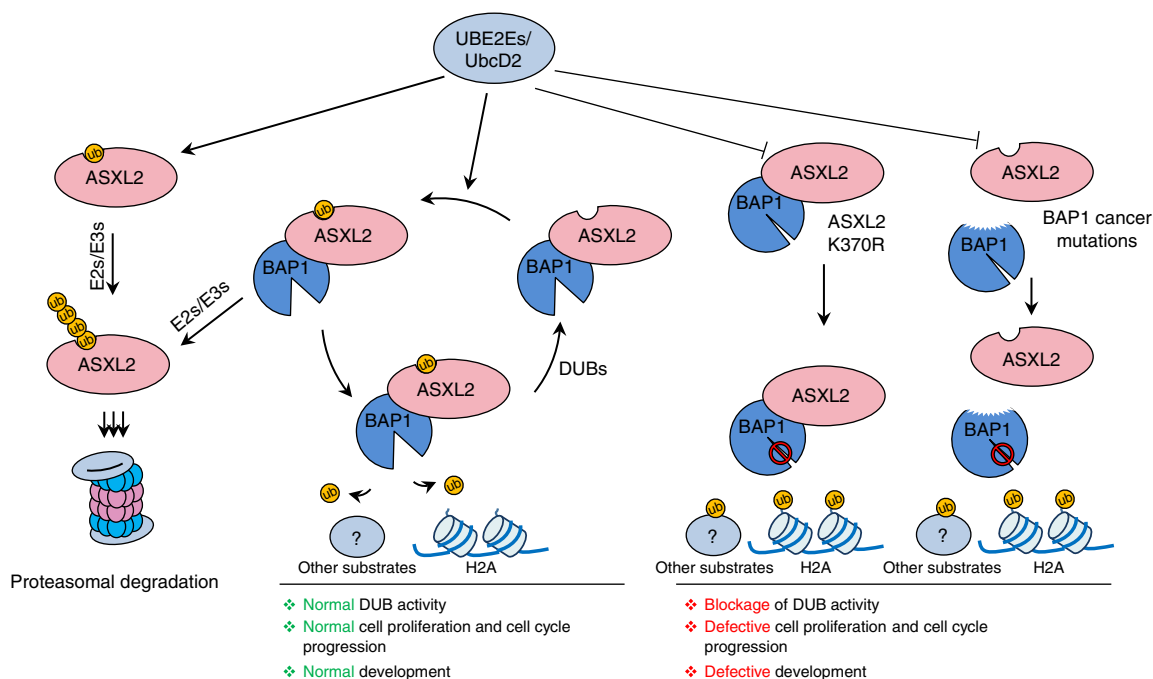 UBE2Es/
UbcD2
ub
ASXL2
E2s/E3s
ub
ub
ub
ub
ASXL2
Proteasomal degradation
ub
ASXL2
BAP1
E2s/E3s
ASXL2
BAP1
DUBs
ub
ASXL2
BAP1
ub
ub
?
Other substrates
H2A
❖ Normal DUB activity
❖ Normal cell proliferation and cell cycle
progression
❖ Normal development
ASXL2
BAP1
ASXL2
K370R
ASXL2
BAP1
ub
?
ub
ub
Other substrates
H2A
ASXL2
BAP1
BAP1 cancer
mutations
ASXL2
BAP1
ub
?
ub
ub
Other substrates
H2A
❖ Blockage of DUB activity
❖ Defective cell proliferation and cell cycle
progression
❖ Defective development